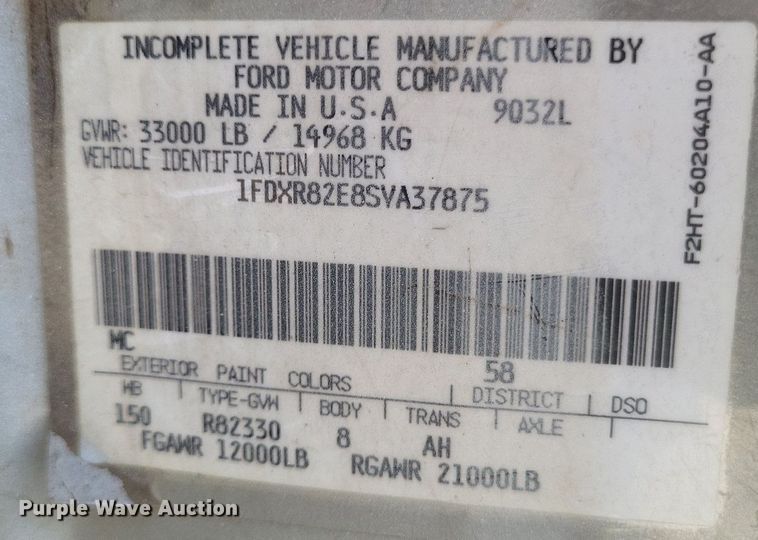 INCOMPLETE VEHICLE MANUFACTURED BY
FORD MOTOR COMPANY
MADE IN U.S.A 9032L
GVWR: 33000 LB / 14968 KG
VEHICLE IDENTIFICATION NUMBER
1FDXR82E8SVA37875
F2HT-60204A10-AA
MC 58
EXTERIOR PAINT COLORS DISTRICT DSO
WB TYPE-GVW BODY TRANS AXLE
150 R82330 8 AH
FGAWR 12000LB RGAWR 21000LB
Purple Wave Auction